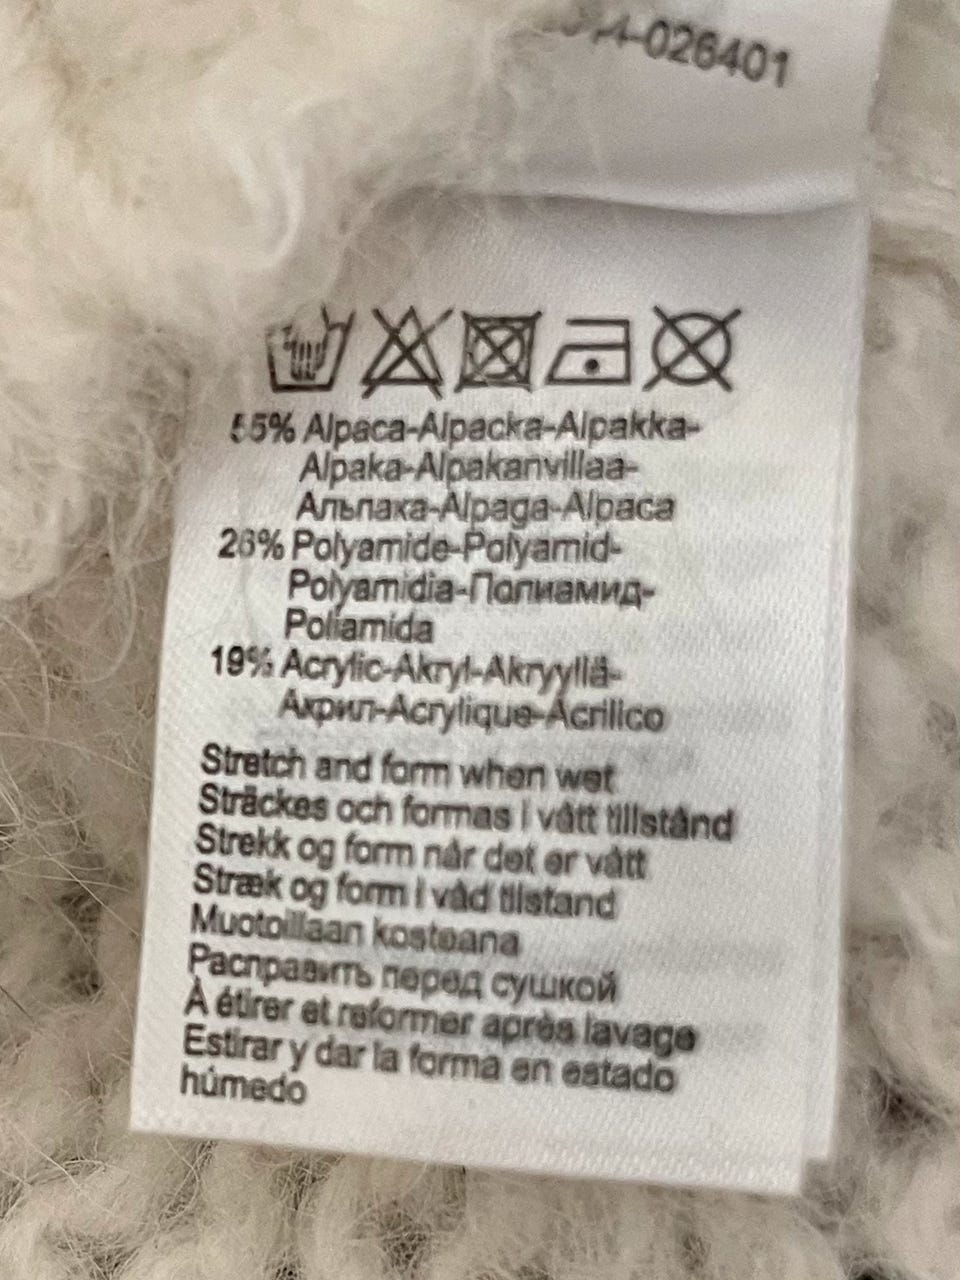 -026401
55% Alpaca-Alpacka-Alpakka-
Alpaka-Alpakanvillaa-
Альпака-Alpaga-Alpaca
26% Polyamide-Polyamid-
Polyamidia-Полиамид-
Poliamida
19% Acrylic-Akryl-Akryyliä-
Акрил-Acrylique-Acrilico
Stretch and form when wet
Sträckes och formas i vått tillstånd
Strekk og form når det er vått
Stræk og form i våd tilstand
Muotoillaan kosteana
Расправить перед сушкой
À étirer et reformer après lavage
Estirar y dar la forma en estado
húmedo